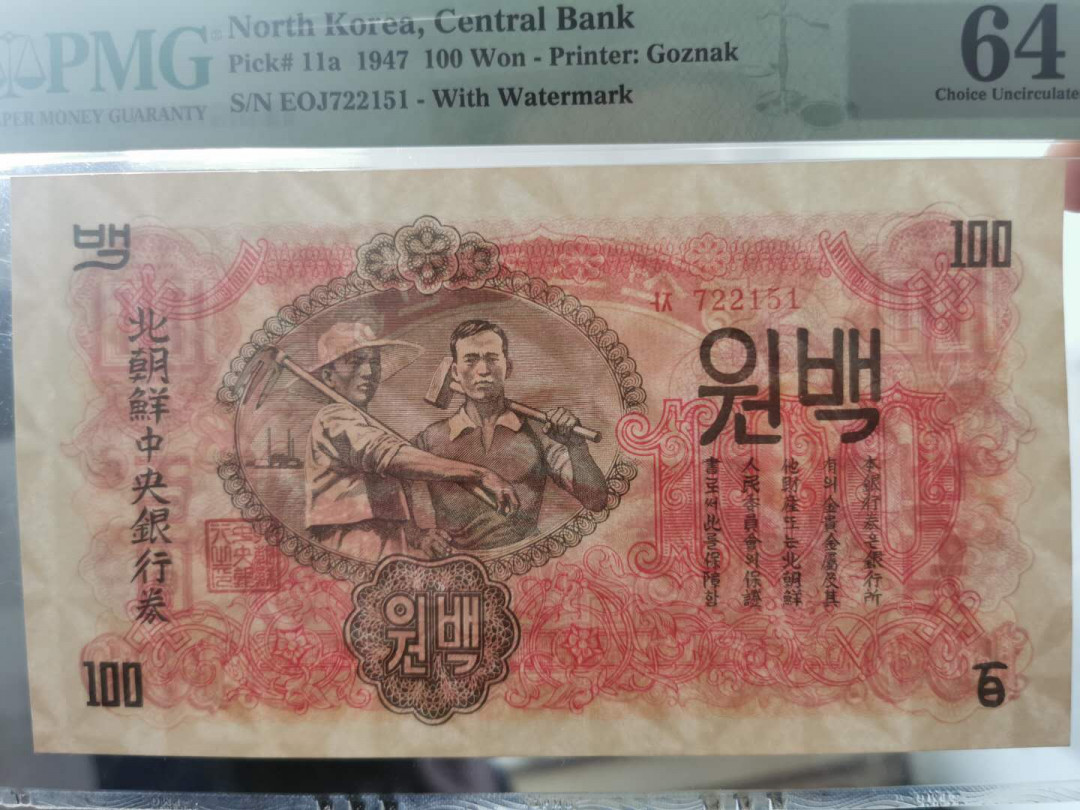 PMG
PAPER MONEY GUARANTY
North Korea, Central Bank
Pick# 11a 1947 100 Won - Printer: Goznak
S/N EOJ722151 - With Watermark
64
Choice Uncirculate
백
100
722151
원백
100
北朝鮮中央銀行券
本銀行券은銀行所
有의金貴金屬及其
他財産또는北朝鮮
人民委員會의保證
書로써此를保障함
원백
100
百